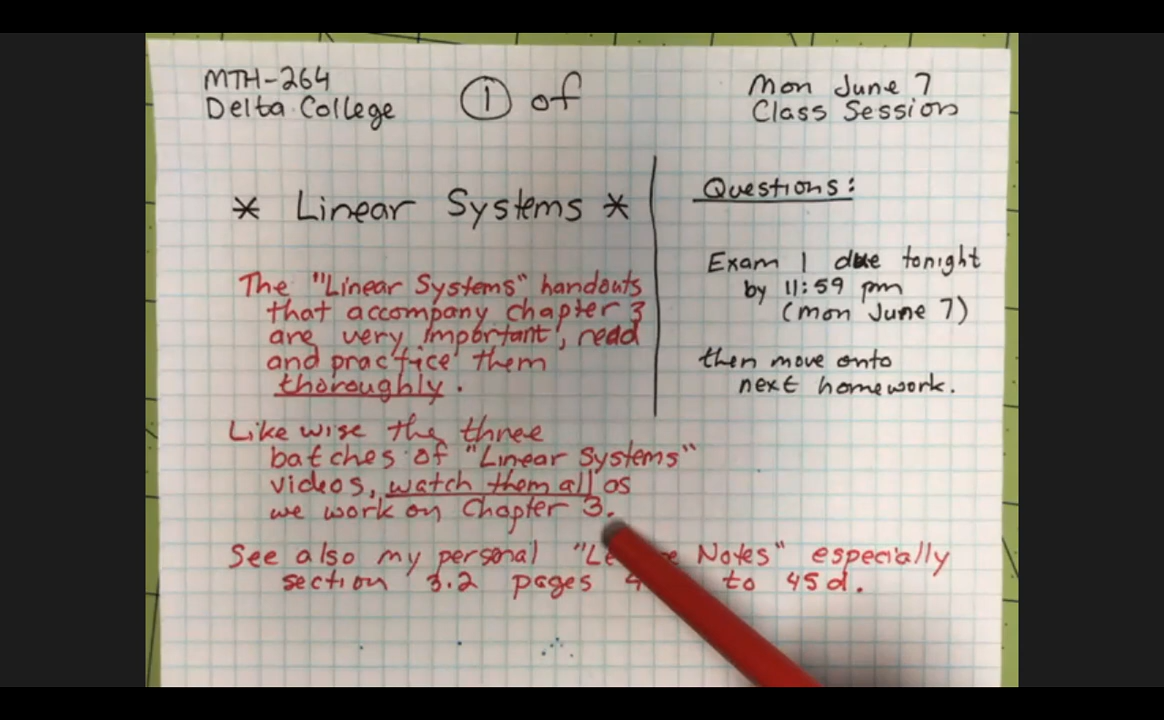 MTH-264
Delta College
1 of
Mon June 7
Class Session
* Linear Systems *
The "Linear Systems" handouts
that accompany chapter 3
are very important, read
and practice them
thoroughly.
Likewise the three
batches of "Linear Systems"
videos, watch them all as
we work on Chapter 3.
See also my personal "Le e Notes" especially
section 3.2 pages 4 to 45d.
Questions:
Exam 1 due tonight
by 11:59 pm
(mon June 7)
then move onto
next homework.